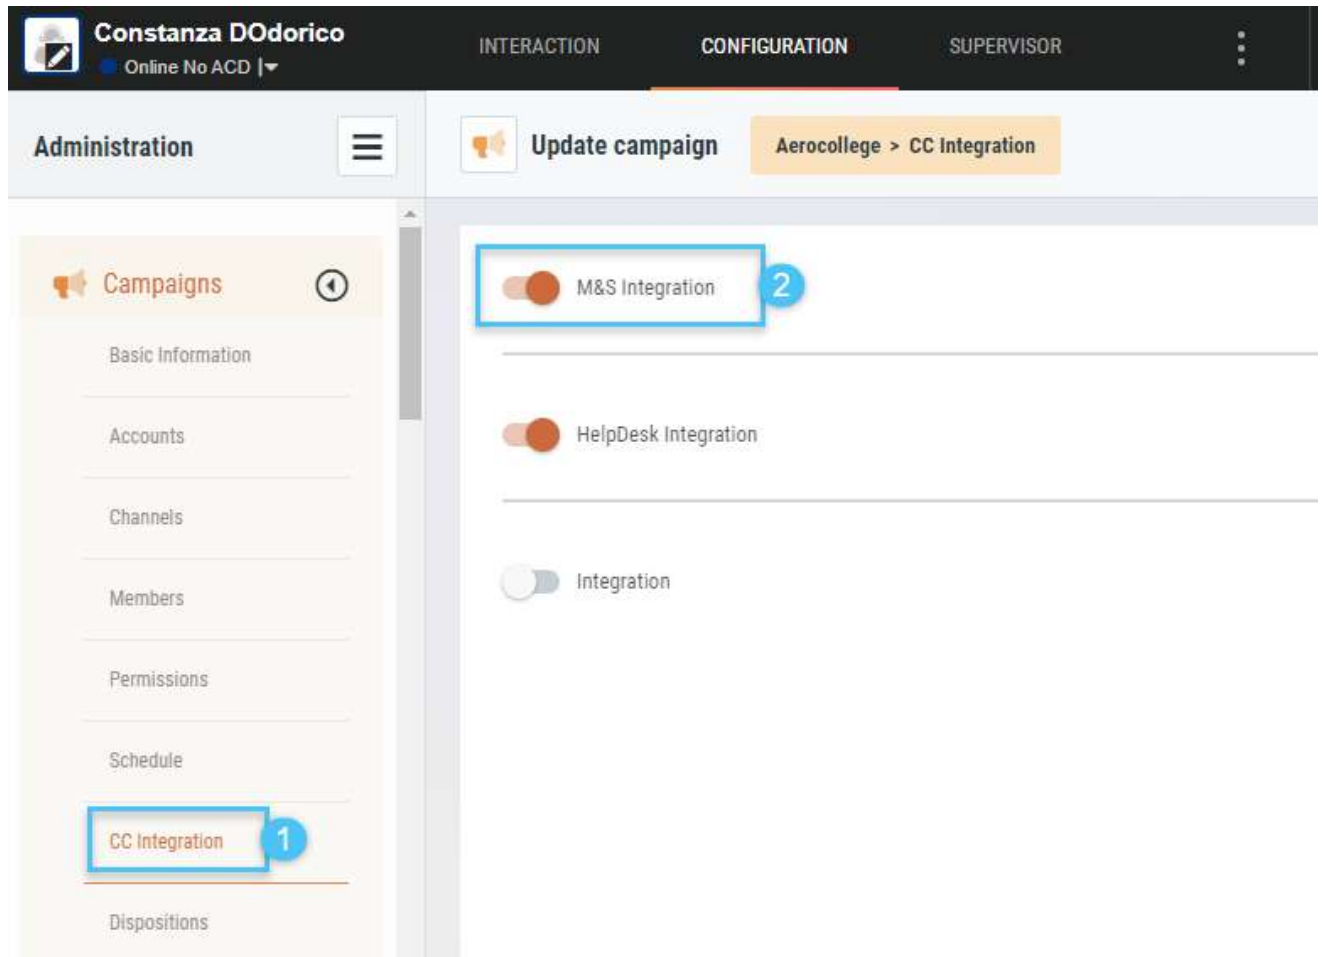 Constanza DOdorico
Online No ACD
INTERACTION
CONFIGURATION
SUPERVISOR
Administration
Update campaign
Aerocollege > CC Integration
Campaigns
Basic Information
Accounts
Channels
Members
Permissions
Schedule
CC Integration
1
Dispositions
M&S Integration
2
HelpDesk Integration
Integration